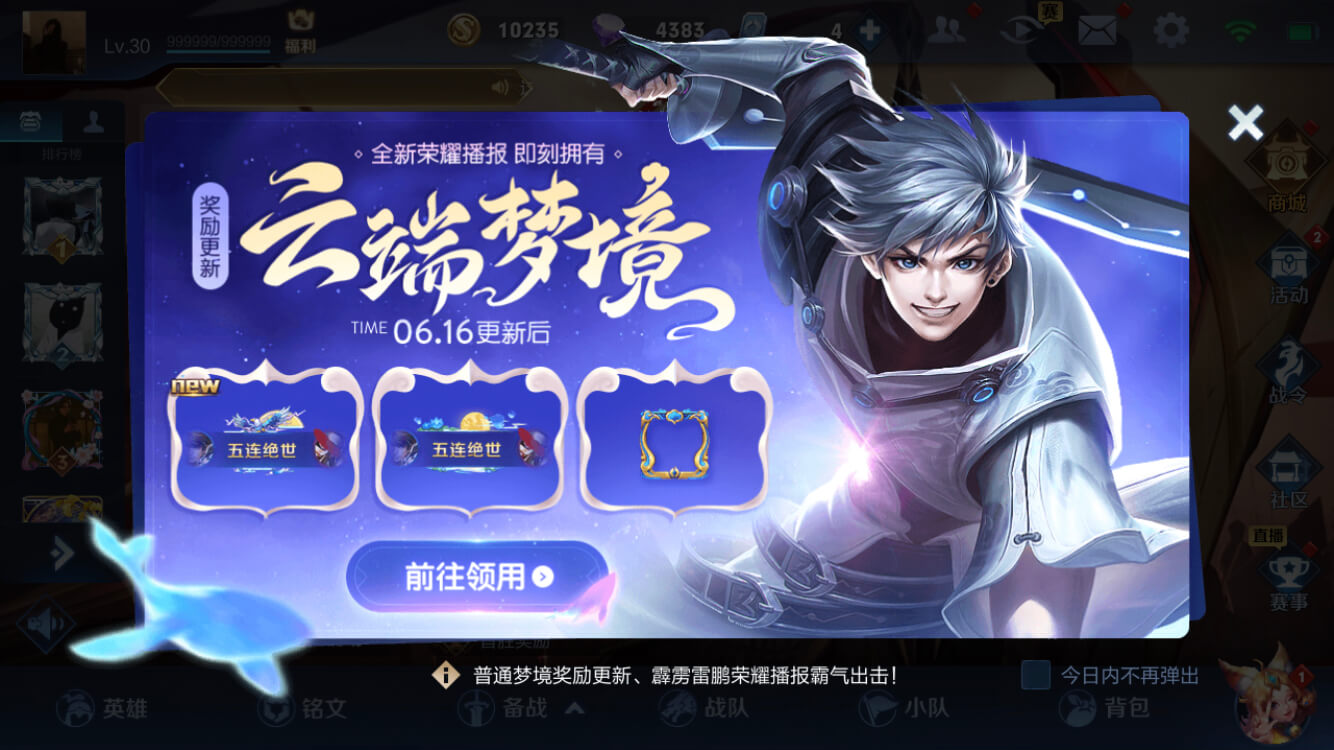 Lv.30
999999/999999
福利
10235
4383
4
赛
排行榜
1
2
3
全新荣耀播报 即刻拥有
奖励更新
云端梦境
TIME 06.16更新后
new
五连绝世
五连绝世
前往领用
商城
2
活动
战令
社区
直播
赛事
普通梦境奖励更新、霹雳雷鹏荣耀播报霸气出击!
今日内不再弹出
英雄
铭文
备战
战队
小队
背包
1